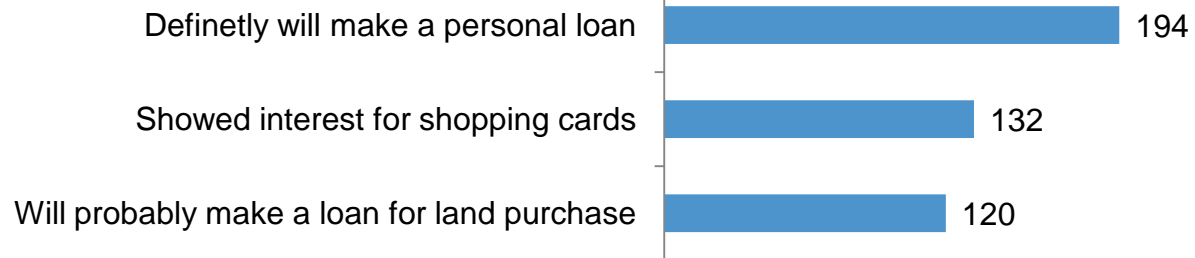 Definetly will make a personal loan 194
Showed interest for shopping cards 132
Will probably make a loan for land purchase 120